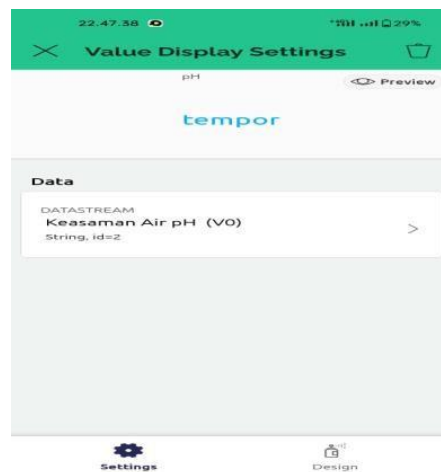 22.47.38 29%
Value Display Settings
pH
Preview
tempor
Data
DATASTREAM
Keasaman Air pH (V0)
String, id=2
>
Settings Design